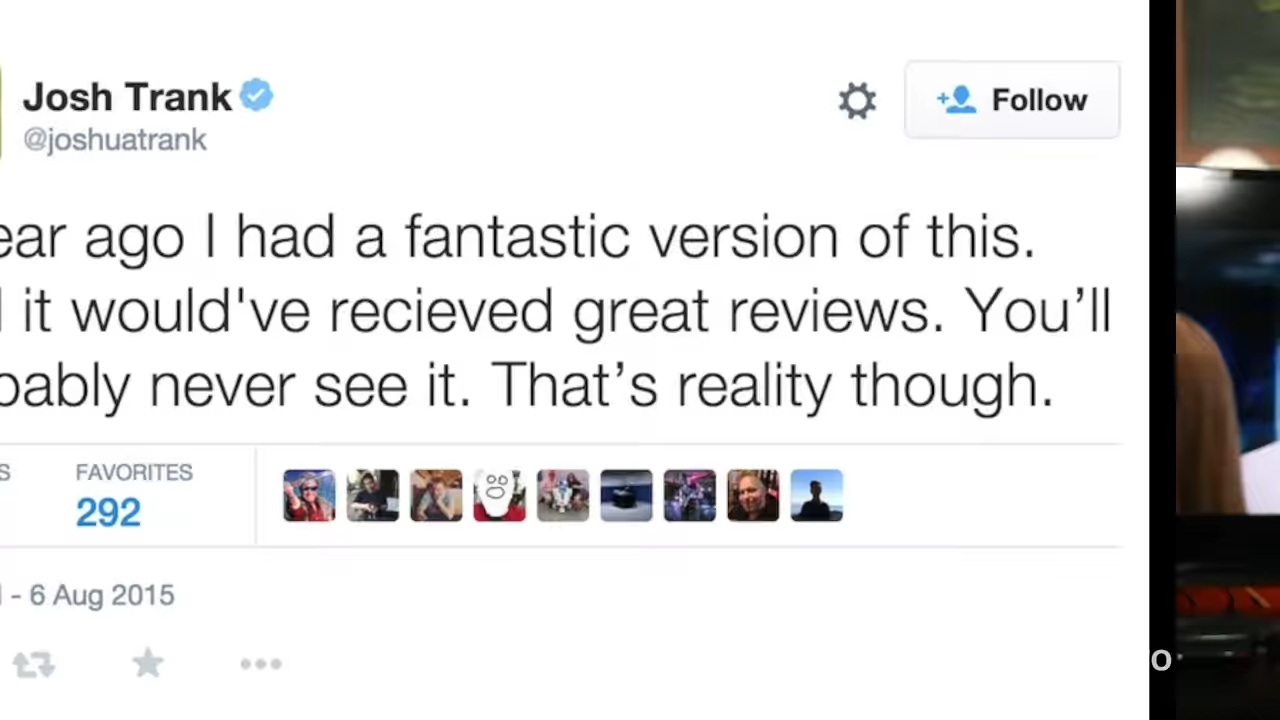 Josh Trank
@joshuatrank
Follow
ear ago I had a fantastic version of this.
it would've recieved great reviews. You’ll
bably never see it. That’s reality though.
S
FAVORITES
292
- 6 Aug 2015
o